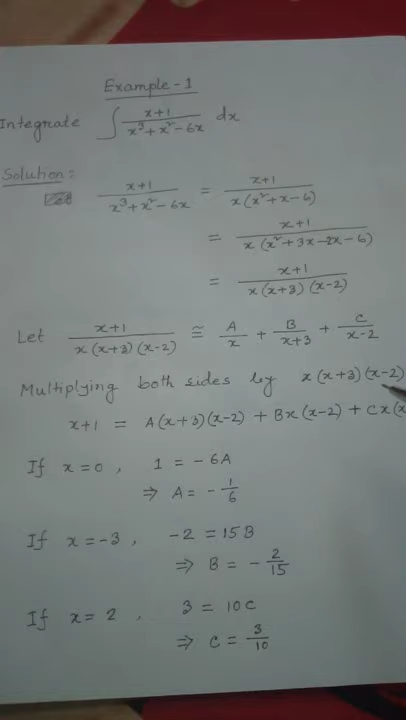 Example-1
Integrate ∫ (x+1)/(x³+x²-6x) dx
Solution:
(x+1)/(x³+x²-6x) = (x+1)/(x(x²+x-6))
= (x+1)/(x(x²+3x-2x-6))
= (x+1)/(x(x+3)(x-2))
Let (x+1)/(x(x+3)(x-2)) ≅ A/x + B/(x+3) + C/(x-2)
Multiplying both sides by x(x+3)(x-2)
x+1 = A(x+3)(x-2) + Bx(x-2) + Cx(x
If x=0, 1 = -6A
⇒ A = -1/6
If x=-3, -2 = 15B
⇒ B = -2/15
If x=2, 3 = 10C
⇒ C = 3/10